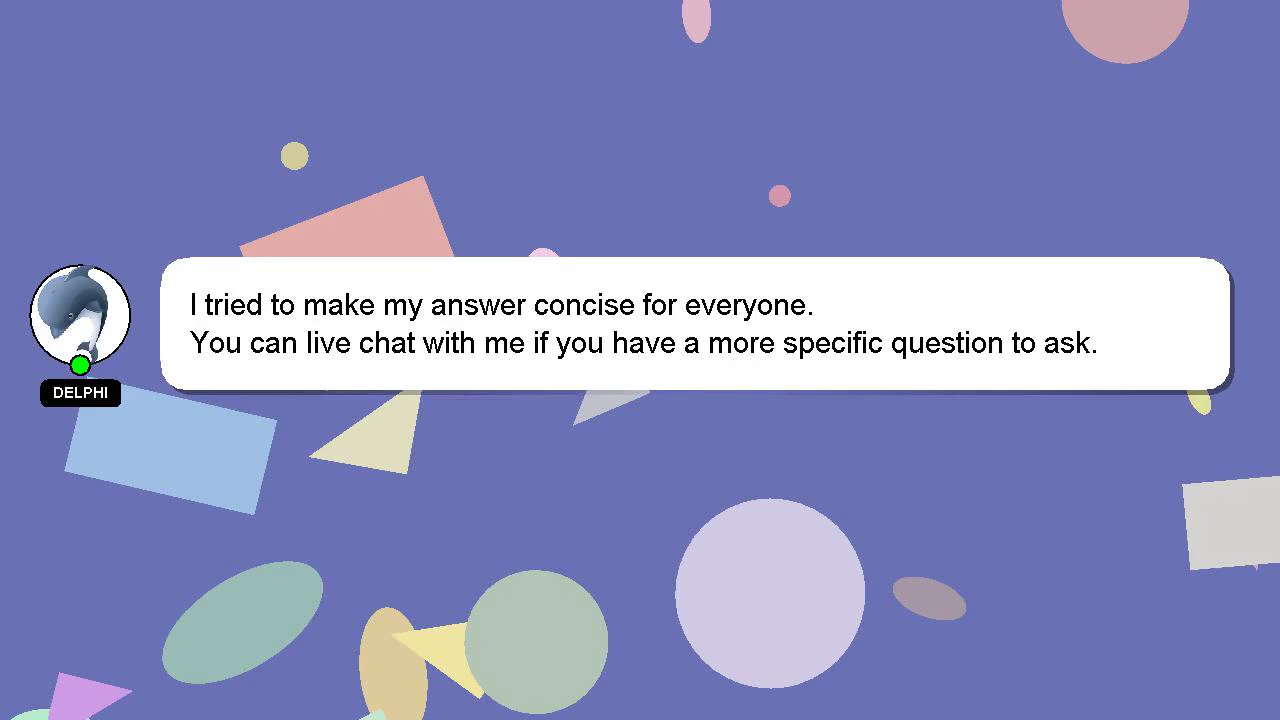 I tried to make my answer concise for everyone.
You can live chat with me if you have a more specific question to ask.
DELPHI